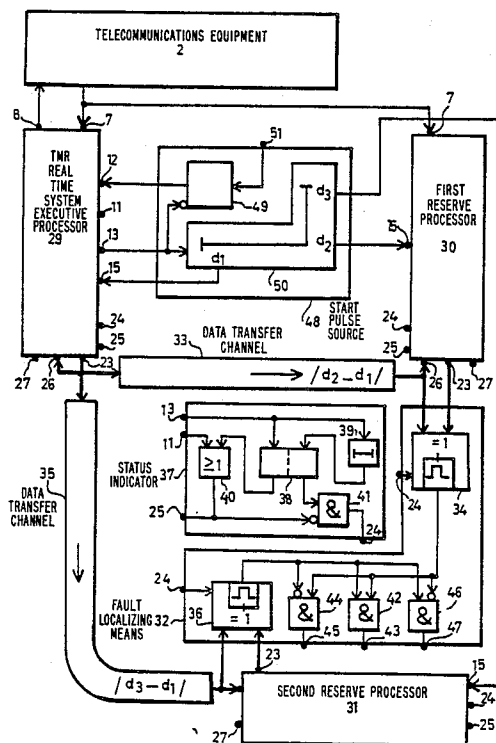 TELECOMMUNICATIONS EQUIPMENT
2
8
7
7
TMR
REAL
TIME
SYSTEM
EXECUTIVE
PROCESSOR
29
12
11
13
15
24
25
27
26
23
51
49
d3
d2
d1
50
48
START
PULSE
SOURCE
FIRST
RESERVE
PROCESSOR
30
15
24
25
26
23
27
DATA TRANSFER
CHANNEL
33
/d2-d1/
35
DATA TRANSFER
CHANNEL
/d3-d1/
13
11
STATUS
INDICATOR
37
25
≥1
40
38
39
&
41
24
=1
24
34
24
FAULT
LOCALIZING
MEANS
32
36
=1
23
&
44
45
&
42
43
&
46
47
SECOND RESERVE PROCESSOR
31
15
24
25
27